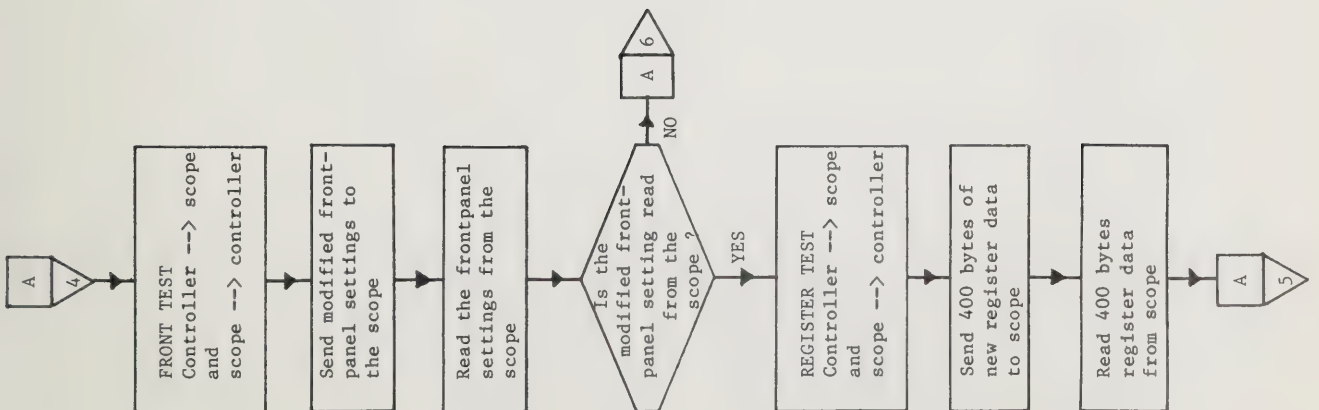 A
4
FRONT TEST
Controller --> scope
and
scope --> controller
Send modified front-
panel settings to
the scope
Read the frontpanel
settings from the
scope
Is the
modified front-
panel setting read
from the
scope ?
NO
A
6
YES
REGISTER TEST
Controller --> scope
and
scope --> controller
Send 400 bytes of
new register data
to scope
Read 400 bytes
register data
from scope
A
5